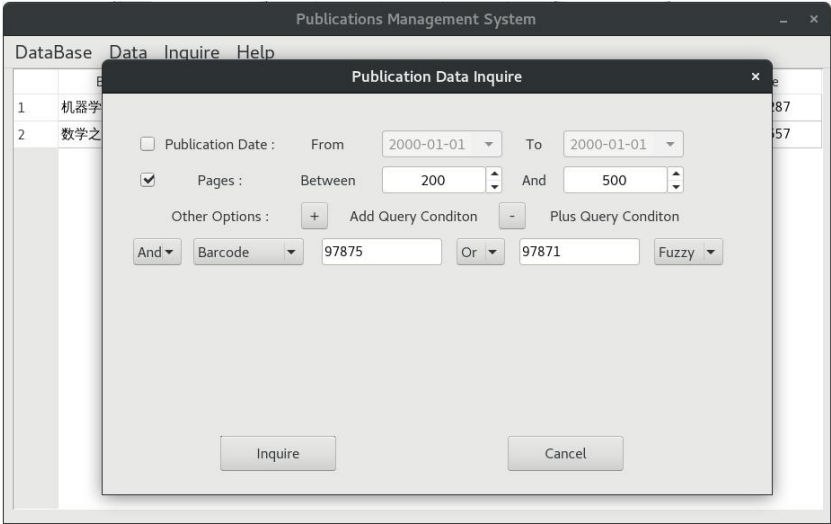 Publications Management System
DataBase Data Inquire Help
Publication Data Inquire
1 机器学 287
2 数学之 557
Publication Date : From 2000-01-01 To 2000-01-01
Pages : Between 200 And 500
Other Options : + Add Query Conditon - Plus Query Conditon
And Barcode 97875 Or 97871 Fuzzy
Inquire Cancel